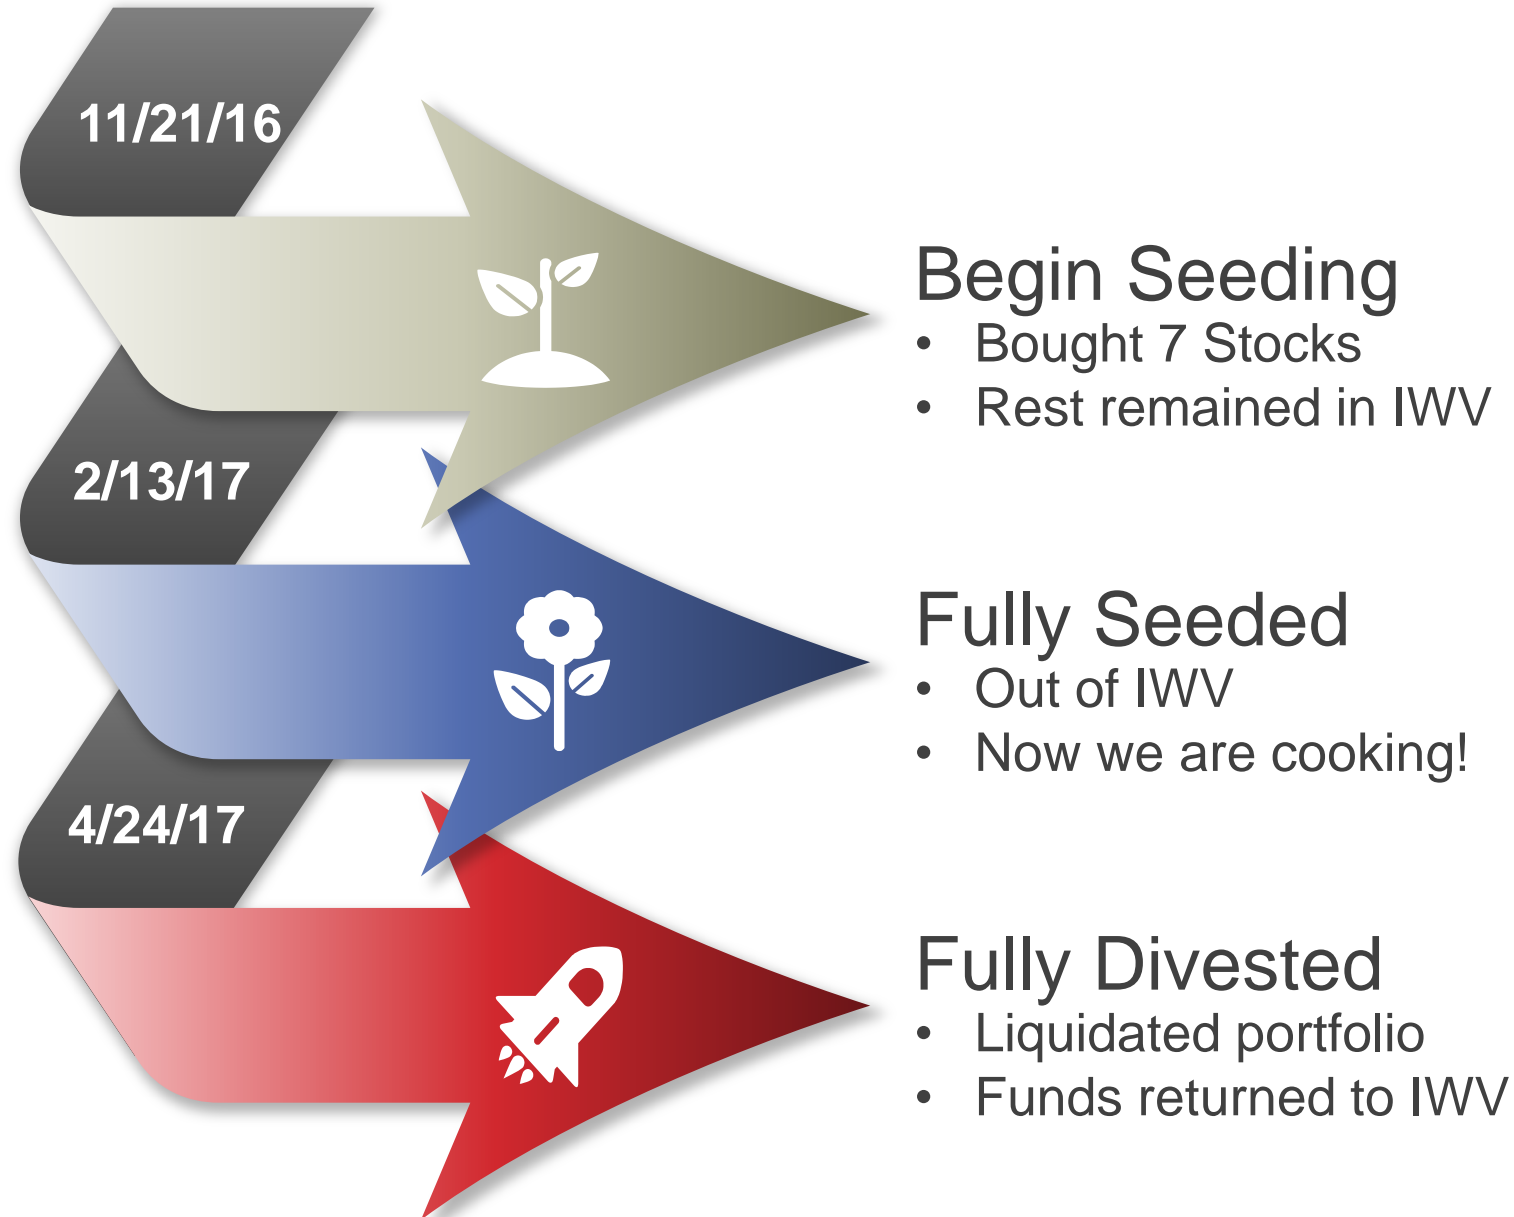 11/21/16
Begin Seeding
• Bought 7 Stocks
• Rest remained in IWV
2/13/17
Fully Seeded
• Out of IWV
• Now we are cooking!
4/24/17
Fully Divested
• Liquidated portfolio
• Funds returned to IWV